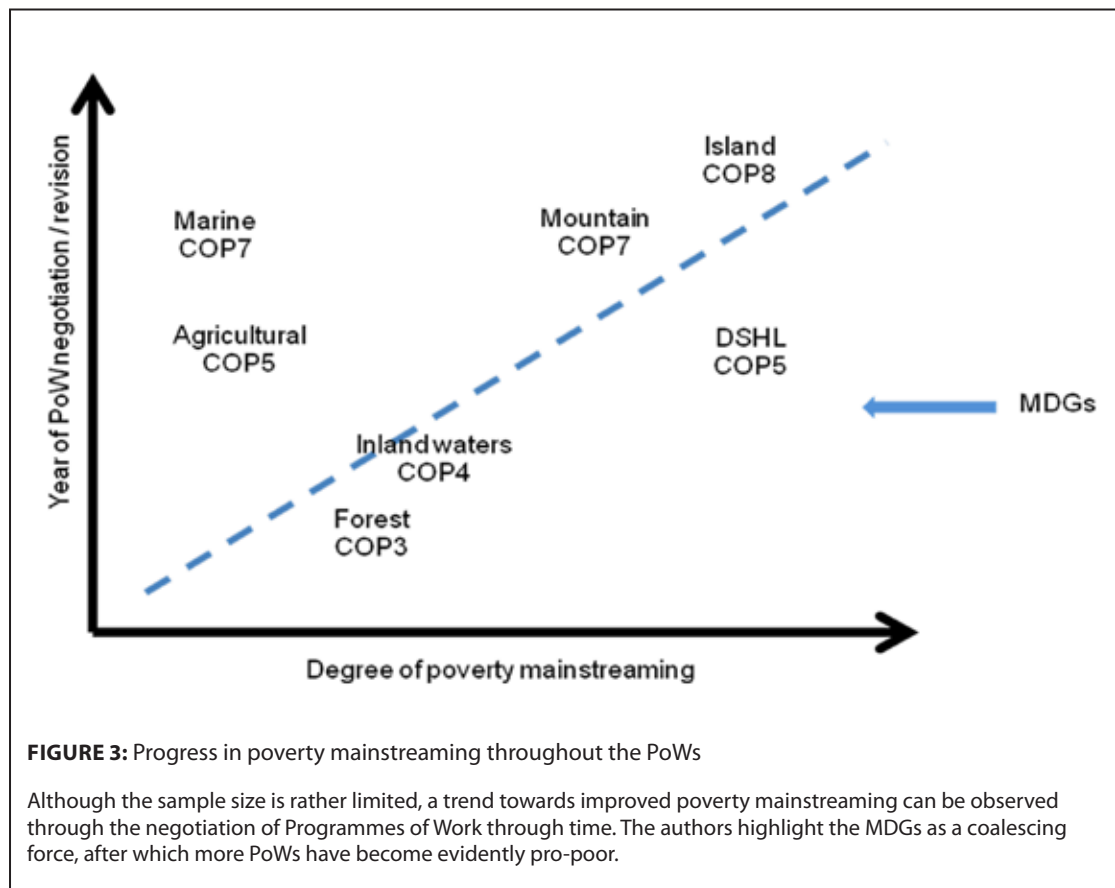 Year of PoW negotiation / revision
Island
COP8
Marine
COP7
Mountain
COP7
Agricultural
COP5
DSHL
COP5
MDGs
Inland waters
COP4
Forest
COP3
Degree of poverty mainstreaming
FIGURE 3: Progress in poverty mainstreaming throughout the PoWs
Although the sample size is rather limited, a trend towards improved poverty mainstreaming can be observed
through the negotiation of Programmes of Work through time. The authors highlight the MDGs as a coalescing
force, after which more PoWs have become evidently pro-poor.